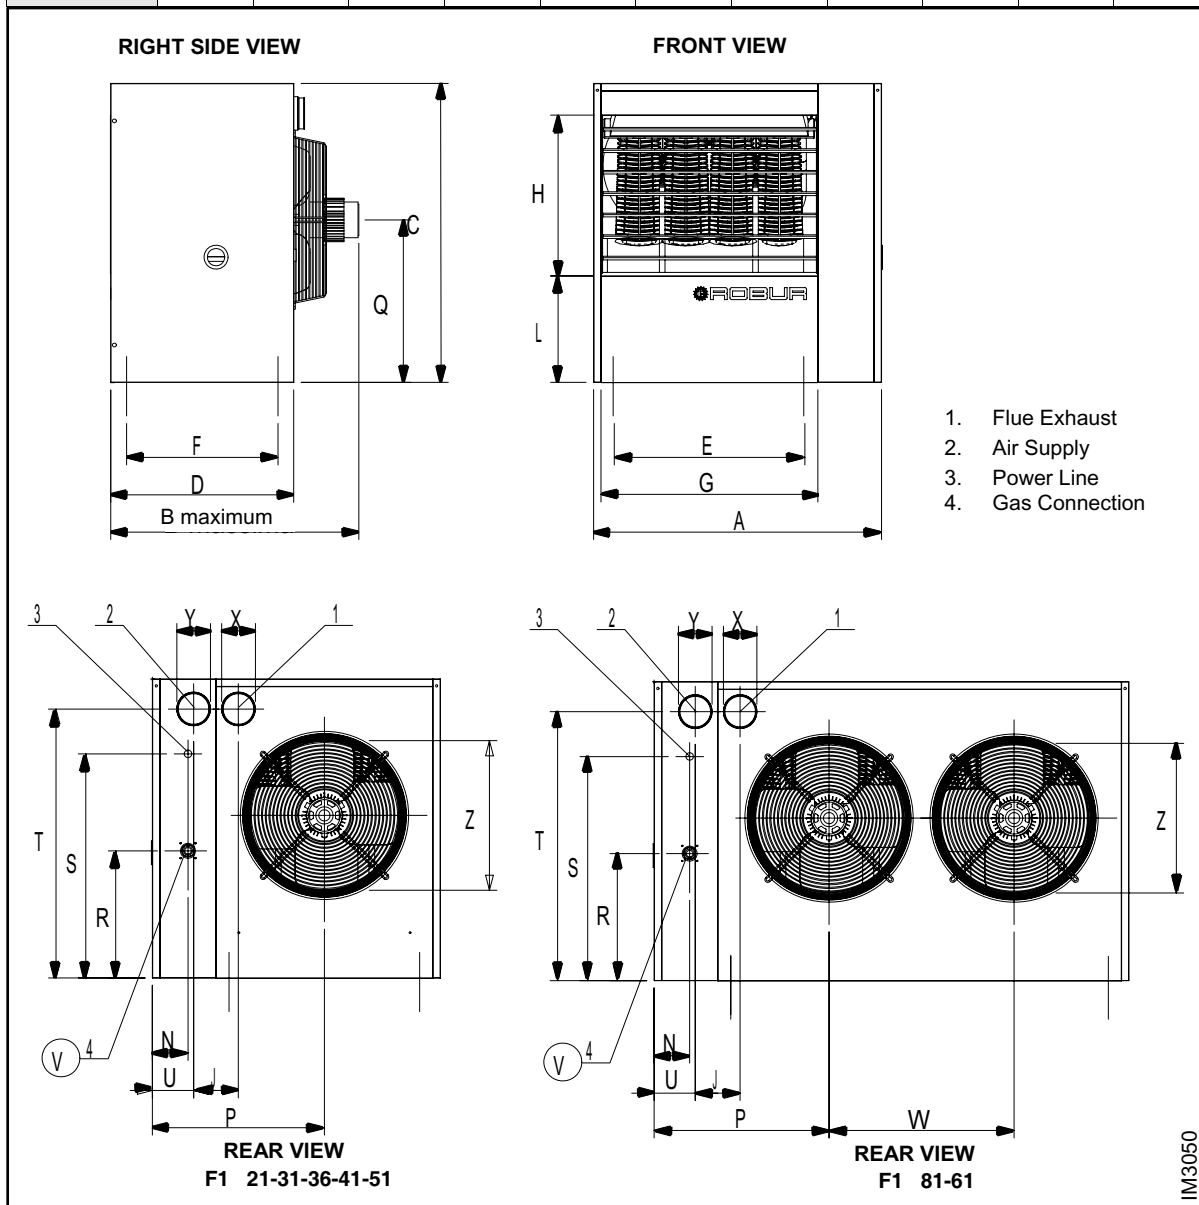 RIGHT SIDE VIEW
FRONT VIEW
C
Q
F
D
B maximum
H
L
ROBUR
E
G
A
1. Flue Exhaust
2. Air Supply
3. Power Line
4. Gas Connection
3
2
Y
X
1
T
S
R
Z
N
V
4
U
J
P
REAR VIEW
F1 21-31-36-41-51
3
2
Y
X
1
T
S
R
Z
N
V
4
U
J
P
W
REAR VIEW
F1 81-61
IM3050